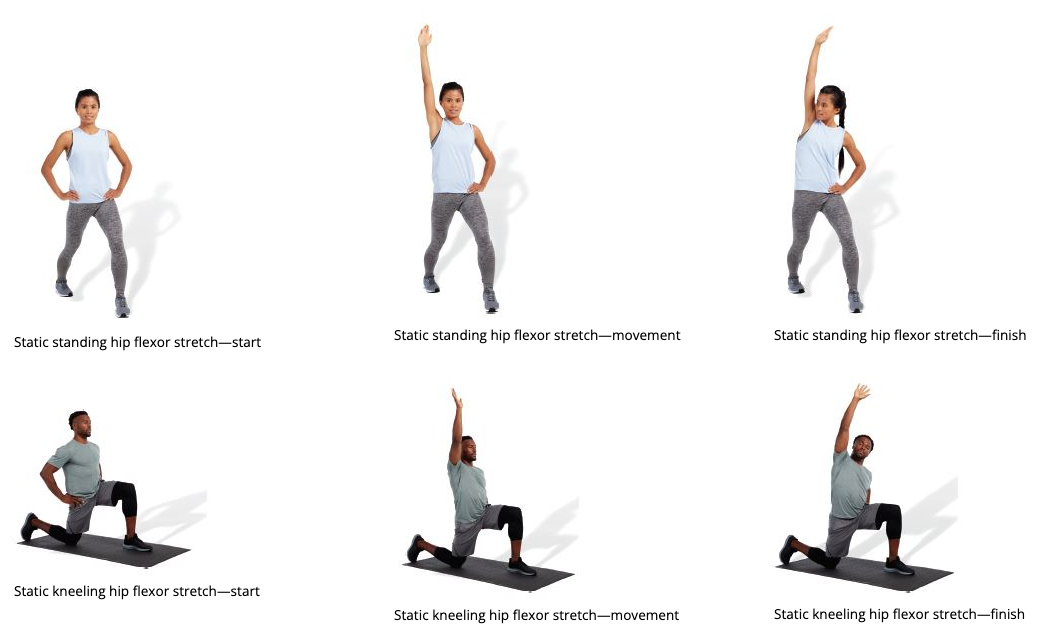 Static standing hip flexor stretch—start
Static standing hip flexor stretch—movement
Static standing hip flexor stretch—finish
Static kneeling hip flexor stretch—start
Static kneeling hip flexor stretch—movement
Static kneeling hip flexor stretch—finish